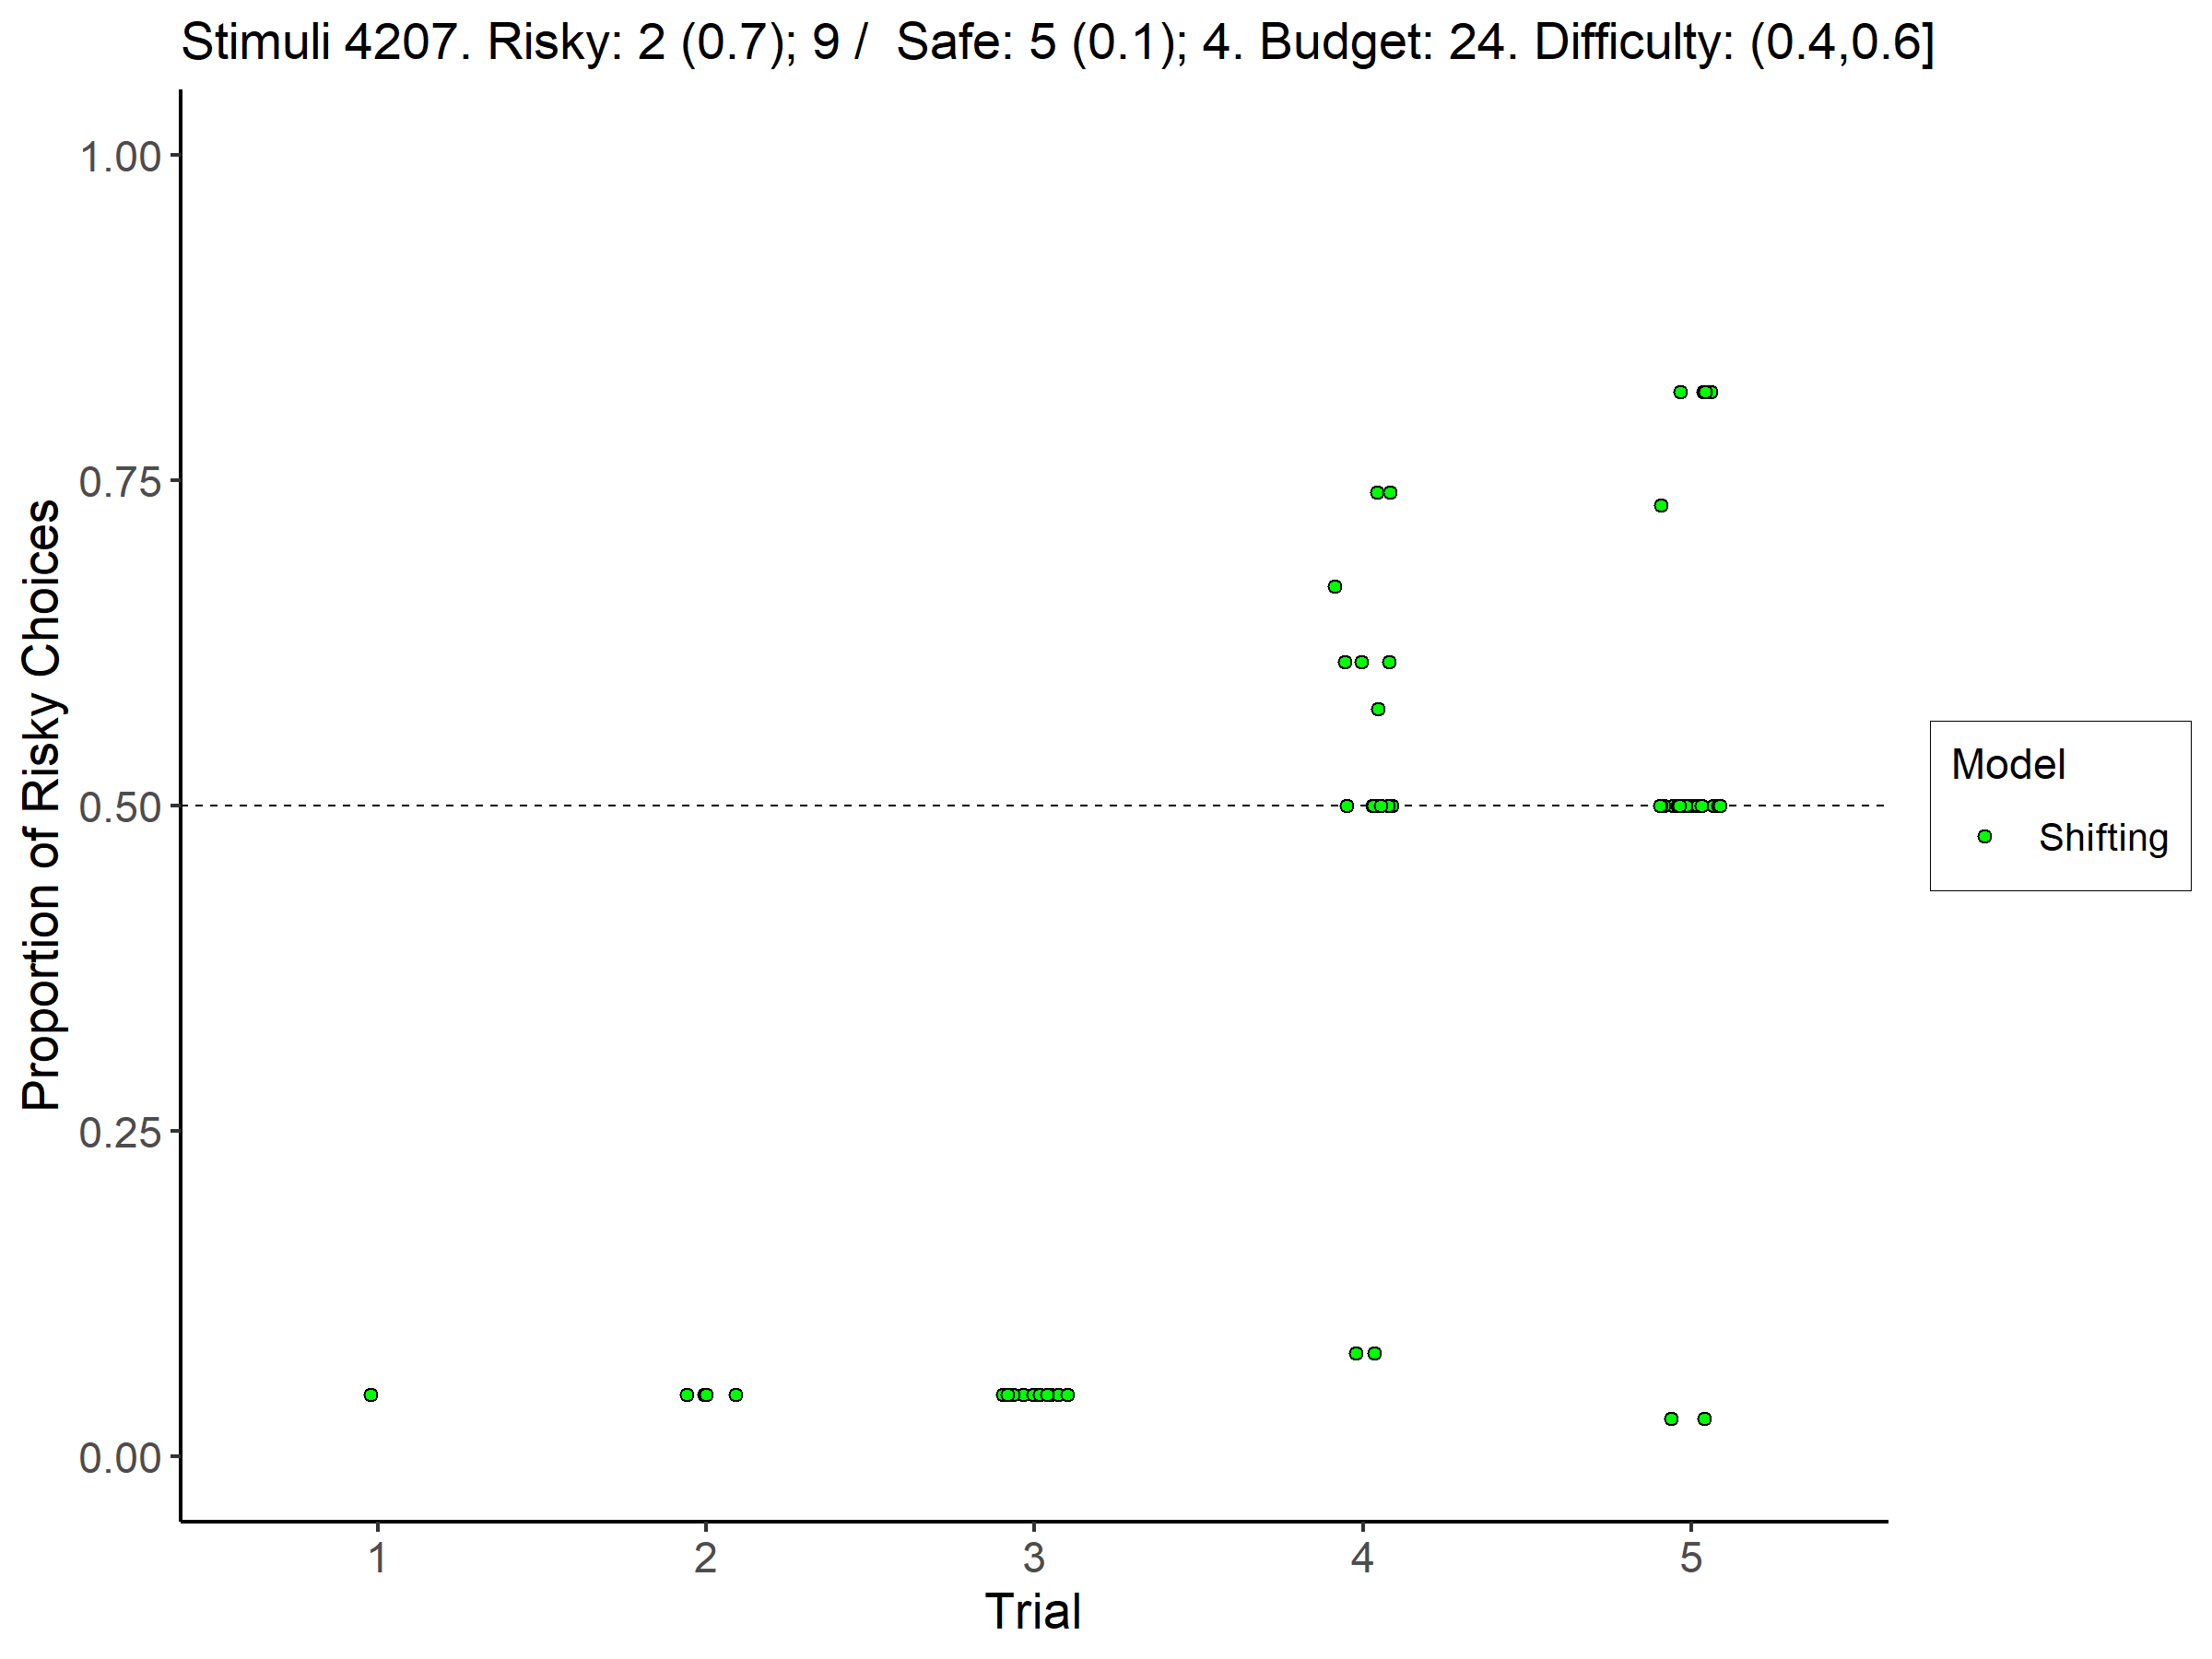 Stimuli 4207. Risky: 2 (0.7); 9 /  Safe: 5 (0.1); 4. Budget: 24. Difficulty: (0.4,0.6]
Proportion of Risky Choices
1.00
0.75
0.50
0.25
0.00
1 2 3 4 5
Trial
Model
Shifting